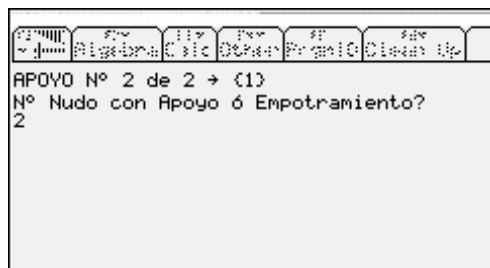 Algebra Calc Other PrgmIO Clean Up
APOYO Nº 2 de 2 → {1}
Nº Nudo con Apoyo ó Empotramiento?
2